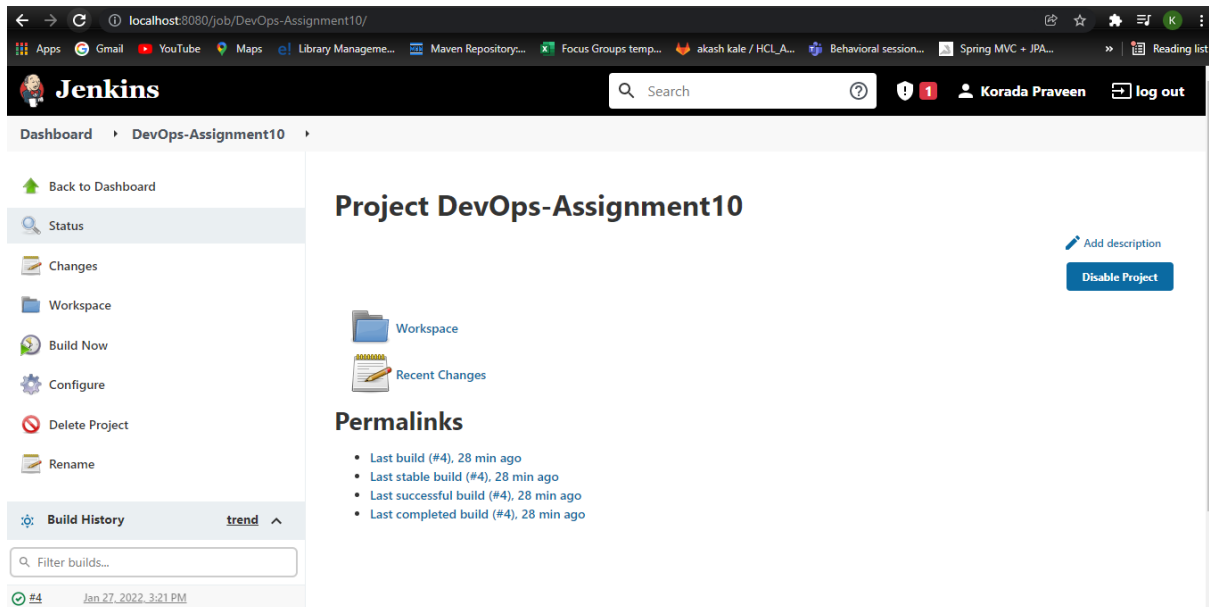 localhost:8080/job/DevOps-Assignment10/
K
Apps Gmail YouTube Maps Library Manageme... Maven Repository:... Focus Groups temp... akash kale / HCL_A... Behavioral session... Spring MVC + JPA... » Reading list
Jenkins Search 1 Korada Praveen log out
Dashboard DevOps-Assignment10
Back to Dashboard
Status
Changes
Workspace
Build Now
Configure
Delete Project
Rename
Build History trend
Filter builds...
#4 Jan 27, 2022, 3:21 PM
Project DevOps-Assignment10
Add description
Disable Project
Workspace
Recent Changes
Permalinks
• Last build (#4), 28 min ago
• Last stable build (#4), 28 min ago
• Last successful build (#4), 28 min ago
• Last completed build (#4), 28 min ago